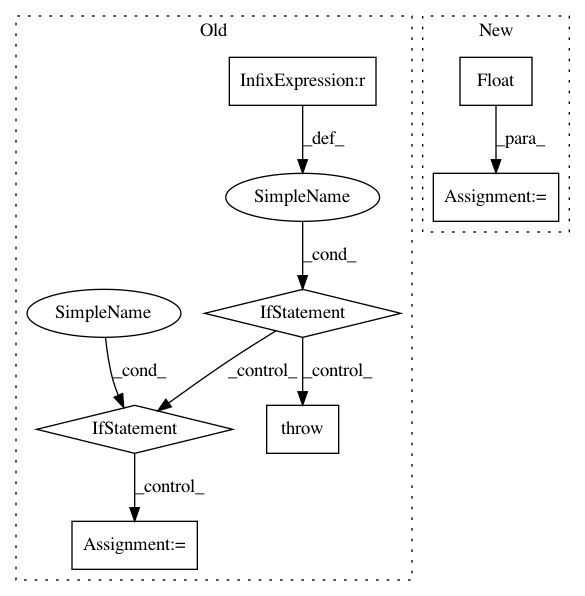 Old
New
InfixExpression:r
Float
_def_
_para_
SimpleName
Assignment:=
_cond_
SimpleName
IfStatement
_cond_
_control_
_control_
IfStatement
throw
_control_
Assignment:=